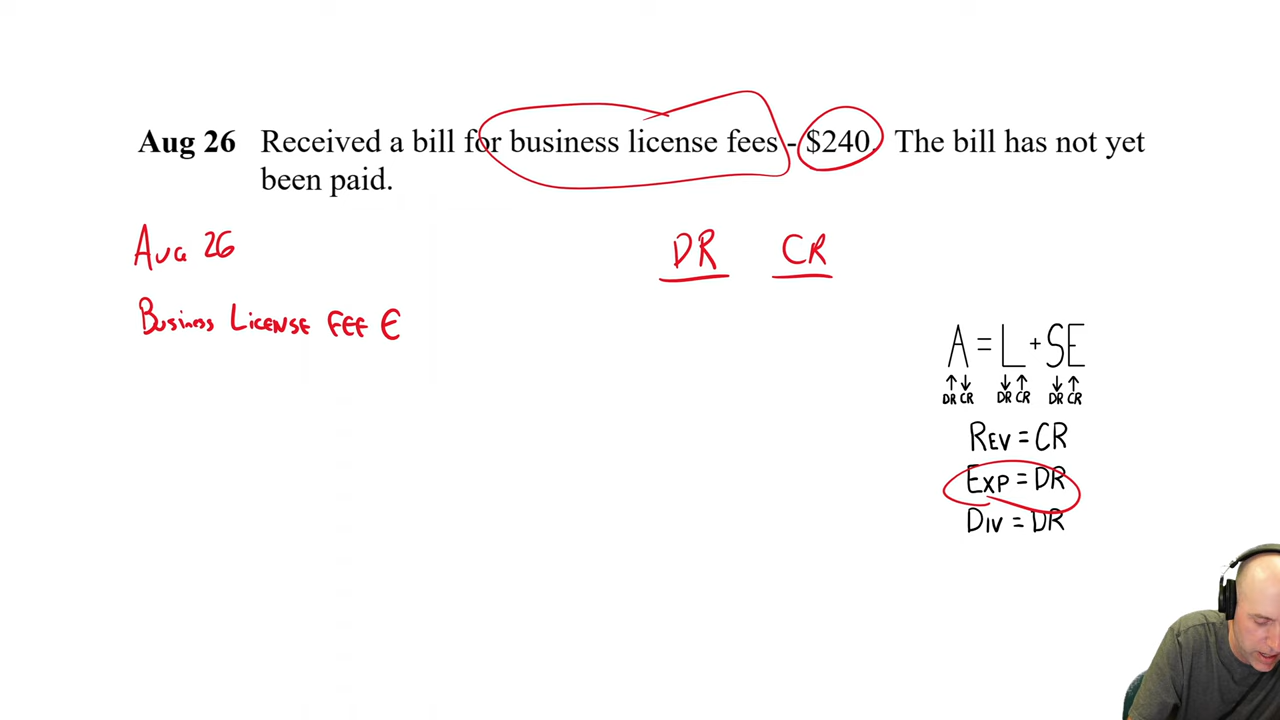 Aug 26 Received a bill for business license fees - $240. The bill has not yet
been paid.
Aug 26
DR CR
Business License Fee E
A = L + SE
↑ ↓ ↓ ↑ ↓ ↑
DR CR DR CR DR CR
Rev = CR
Exp = DR
Div = DR